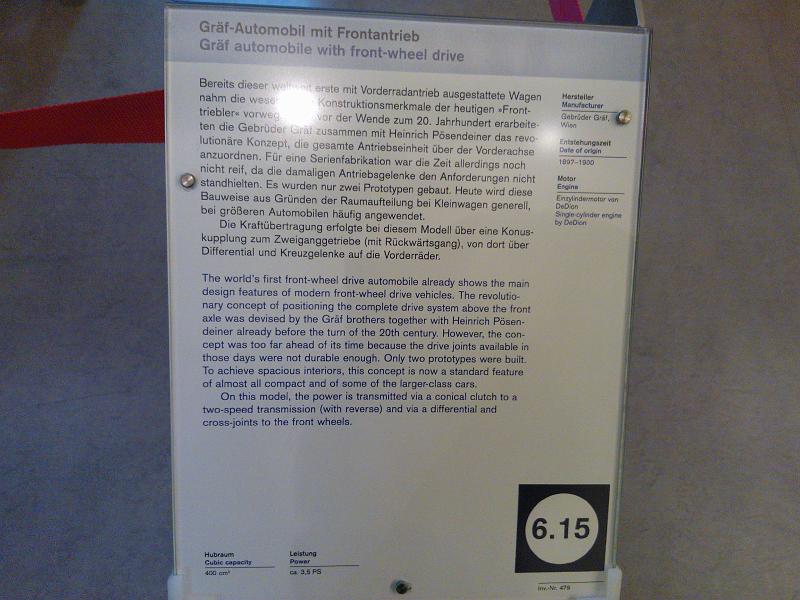 Gräf-Automobil mit Frontantrieb
Gräf automobile with front-wheel drive
Bereits dieser erste mit Vorderradantrieb ausgestattete Wagen
nahm die Konstruktionsmerkmale der heutigen »Front-
triebler« vor der Wende zum 20. Jahrhundert erarbeite-
ten die Gebrüder Gräf zusammen mit Heinrich Pösendeiner das revo-
lutionäre Konzept, die gesamte Antriebseinheit über der Vorderachse
anzuordnen. Für eine Serienfabrikation war die Zeit allerdings noch
nicht reif, da die damaligen Antriebsgelenke den Anforderungen nicht
standhielten. Es wurden nur zwei Prototypen gebaut. Heute wird diese
Bauweise aus Gründen der Raumaufteilung bei Kleinwagen generell,
bei größeren Automobilen häufig angewendet.
Die Kraftübertragung erfolgte bei diesem Modell über eine Konus-
kupplung zum Zweiganggetriebe (mit Rückwärtsgang), von dort über
Differential und Kreuzgelenke auf die Vorderräder.
The world's first front-wheel drive automobile already shows the main
design features of modern front-wheel drive vehicles. The revolutio-
nary concept of positioning the complete drive system above the front
axle was devised by the Gräf brothers together with Heinrich Pösen-
deiner already before the turn of the 20th century. However, the con-
cept was too far ahead of its time because the drive joints available in
those days were not durable enough. Only two prototypes were built.
To achieve spacious interiors, this concept is now a standard feature
of almost all compact and of some of the larger-class cars.
On this model, the power is transmitted via a conical clutch to a
two-speed transmission (with reverse) and via a differential and
cross-joints to the front wheels.
Hersteller
Manufacturer
Gebrüder Gräf,
Wien
Entstehungszeit
Date of origin
1897–1900
Motor
Engine
Einzylindermotor von
DeDion
Single-cylinder engine
by DeDion
Hubraum
Cubic capacity
400 cm³
Leistung
Power
ca. 3,5 PS
6.15
Inv.-Nr. 476